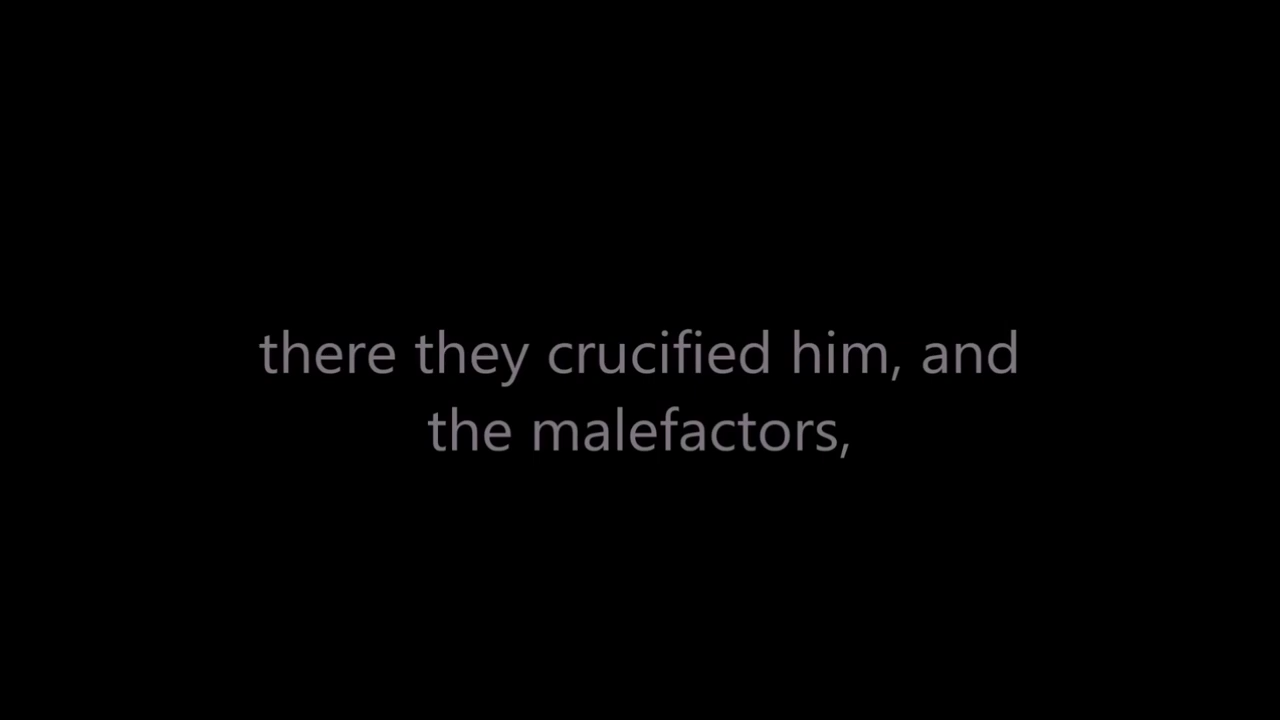 there they crucified him, and
the malefactors,